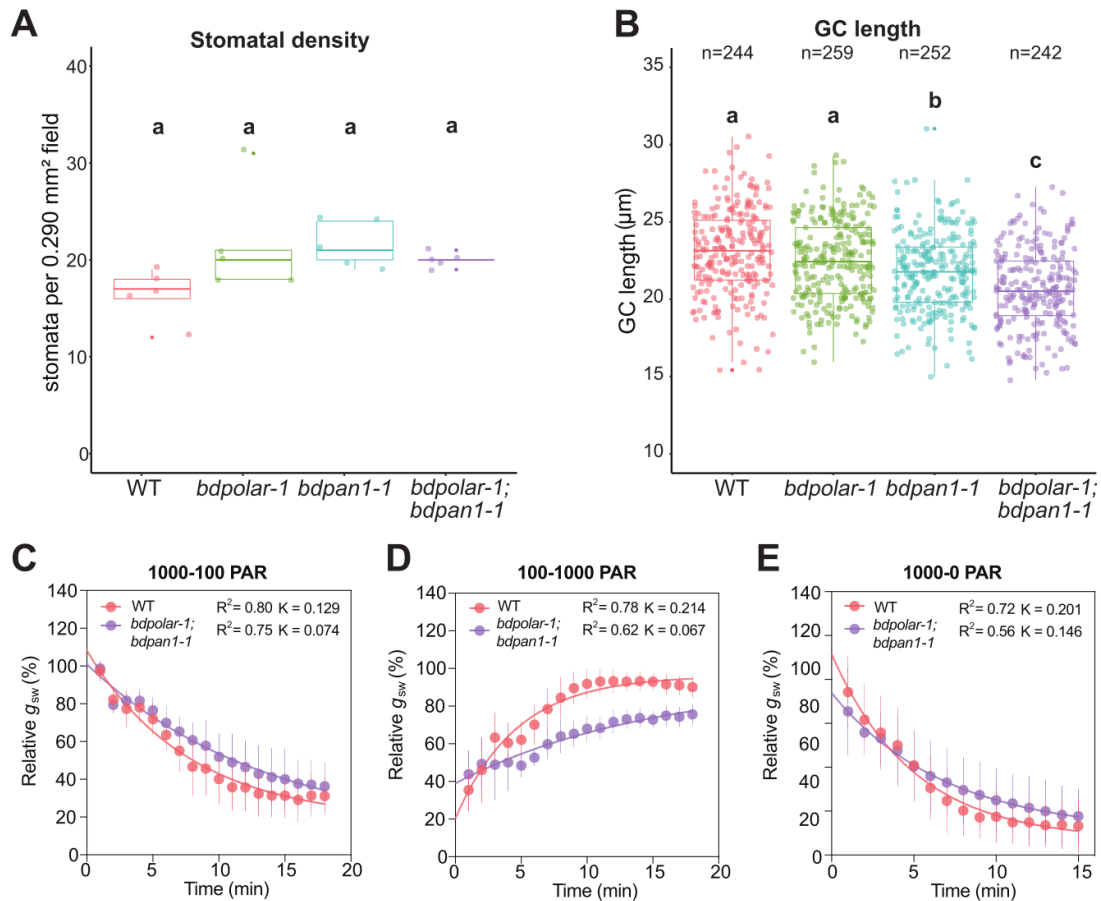 A
Stomatal density
stomata per 0.290 mm² field
40
30
20
10
0
a
a
a
a
WT
bdpolar-1
bdpan1-1
bdpolar-1;
bdpan1-1
B
GC length
n=244
n=259
n=252
n=242
GC length (μm)
35
30
25
20
15
10
a
a
b
c
WT
bdpolar-1
bdpan1-1
bdpolar-1;
bdpan1-1
C
1000-100 PAR
Relative gsw (%)
140
120
100
80
60
40
20
0
WT
R²= 0.80 K = 0.129
bdpolar-1;
bdpan1-1
R²= 0.75 K = 0.074
0
5
10
15
20
Time (min)
D
100-1000 PAR
Relative gsw (%)
140
120
100
80
60
40
20
0
WT
R²= 0.78 K = 0.214
bdpolar-1;
bdpan1-1
R²= 0.62 K = 0.067
0
5
10
15
20
Time (min)
E
1000-0 PAR
Relative gsw (%)
140
120
100
80
60
40
20
0
WT
R²= 0.72 K = 0.201
bdpolar-1;
bdpan1-1
R²= 0.56 K = 0.146
0
5
10
15
Time (min)